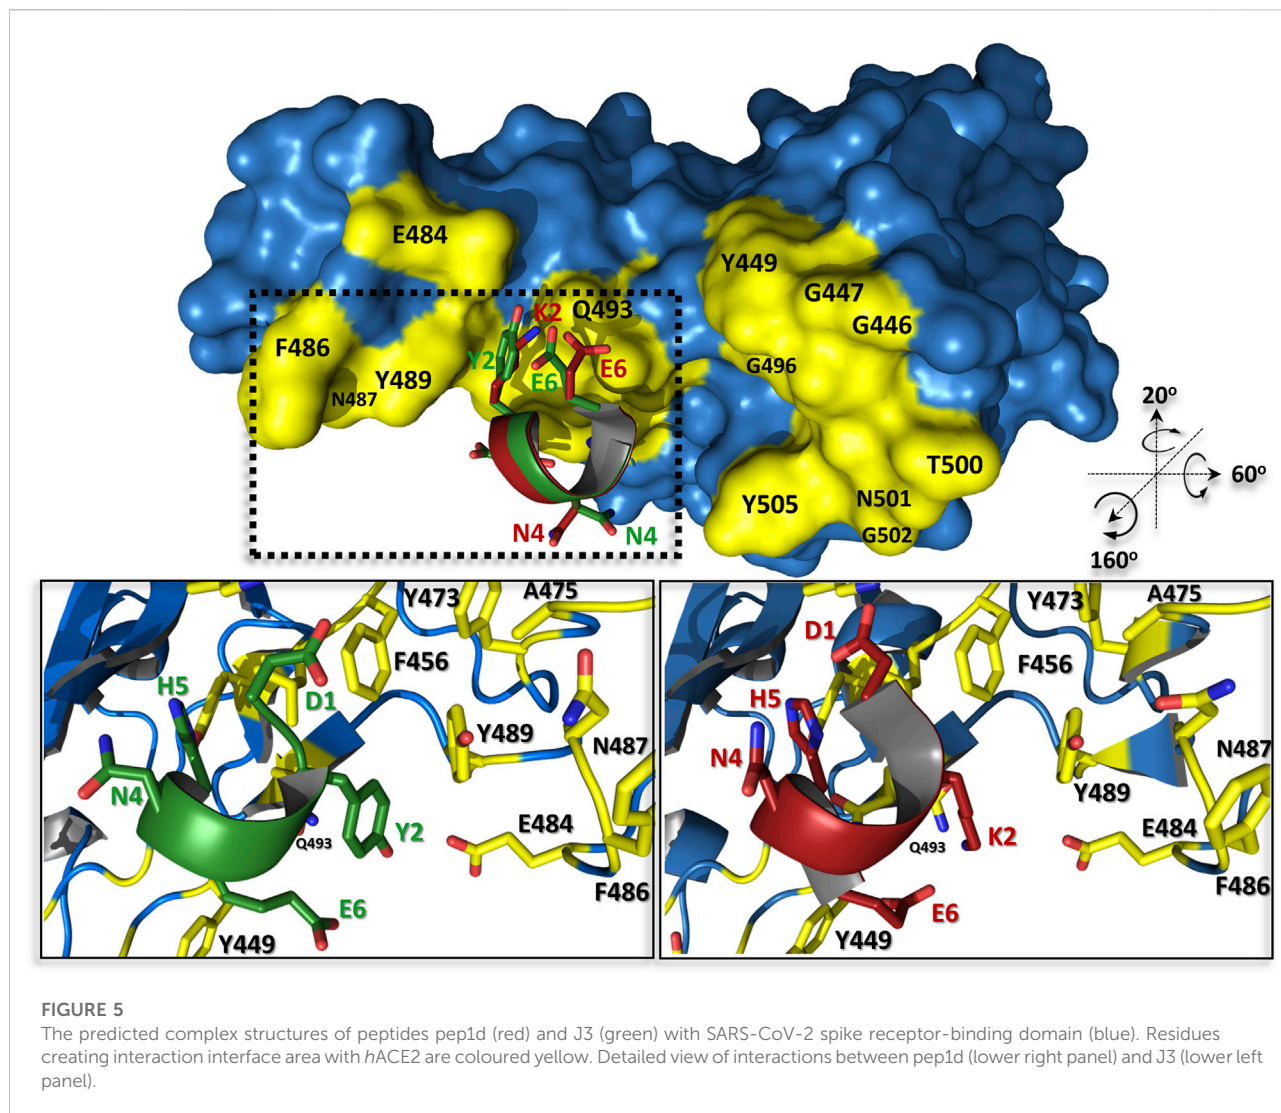 E484
Y449
G447
G446
K2
Q493
F486
Y2
E6
E6
G496
Y489
N487
20º
60º
160º
T500
Y505
N501
G502
N4
N4
Y473
A475
F456
H5
D1
Y489
N487
N4
Y2
E484
Q493
F486
E6
Y449
Y473
A475
D1
F456
H5
N4
N487
Y489
E484
K2
Q493
F486
E6
Y449
FIGURE 5
The predicted complex structures of peptides pep1d (red) and J3 (green) with SARS-CoV-2 spike receptor-binding domain (blue). Residues
creating interaction interface area with hACE2 are coloured yellow. Detailed view of interactions between pep1d (lower right panel) and J3 (lower left
panel).